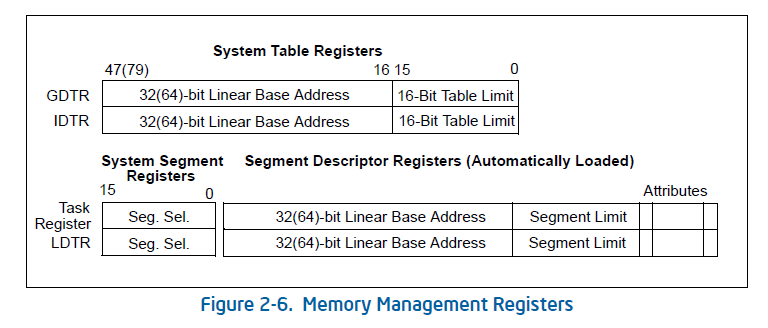 System Table Registers
47(79) 16 15 0
GDTR 32(64)-bit Linear Base Address 16-Bit Table Limit
IDTR 32(64)-bit Linear Base Address 16-Bit Table Limit
System Segment Registers Segment Descriptor Registers (Automatically Loaded)
15 0 Attributes
Task Register Seg. Sel. 32(64)-bit Linear Base Address Segment Limit
LDTR Seg. Sel. 32(64)-bit Linear Base Address Segment Limit
Figure 2-6. Memory Management Registers